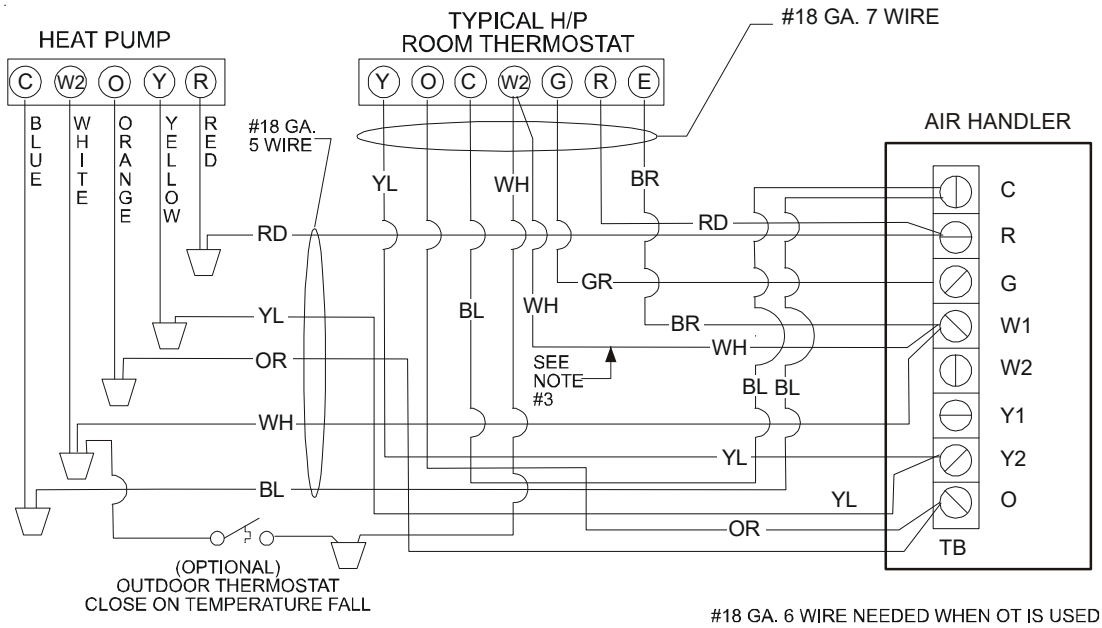 TYPICAL H/P
ROOM THERMOSTAT
#18 GA. 7 WIRE
HEAT PUMP
C W2 O Y R
Y O C W2 G R E
BLUE
WHITE
ORANGE
YELLOW
RED
#18 GA.
5 WIRE
AIR HANDLER
YL
WH
BR
C
RD
RD
R
GR
G
BL
WH
YL
BR
W1
WH
OR
SEE
NOTE
#3
W2
BL BL
Y1
WH
YL
Y2
BL
YL
O
OR
TB
(OPTIONAL)
OUTDOOR THERMOSTAT
CLOSE ON TEMPERATURE FALL
#18 GA. 6 WIRE NEEDED WHEN OT IS USED